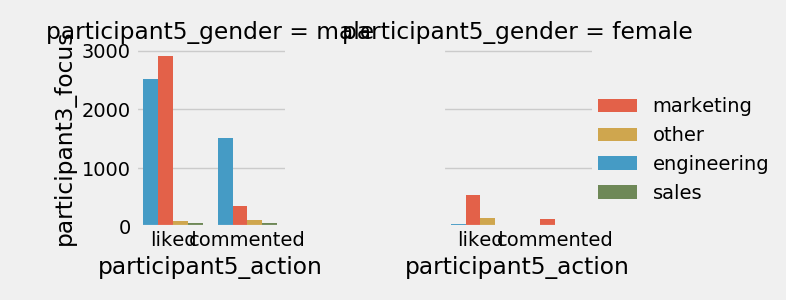 participant5_gender = male
participant5_gender = female
participant3_focus
3000
2000
1000
0
liked
commented
participant5_action
liked
commented
participant5_action
marketing
other
engineering
sales